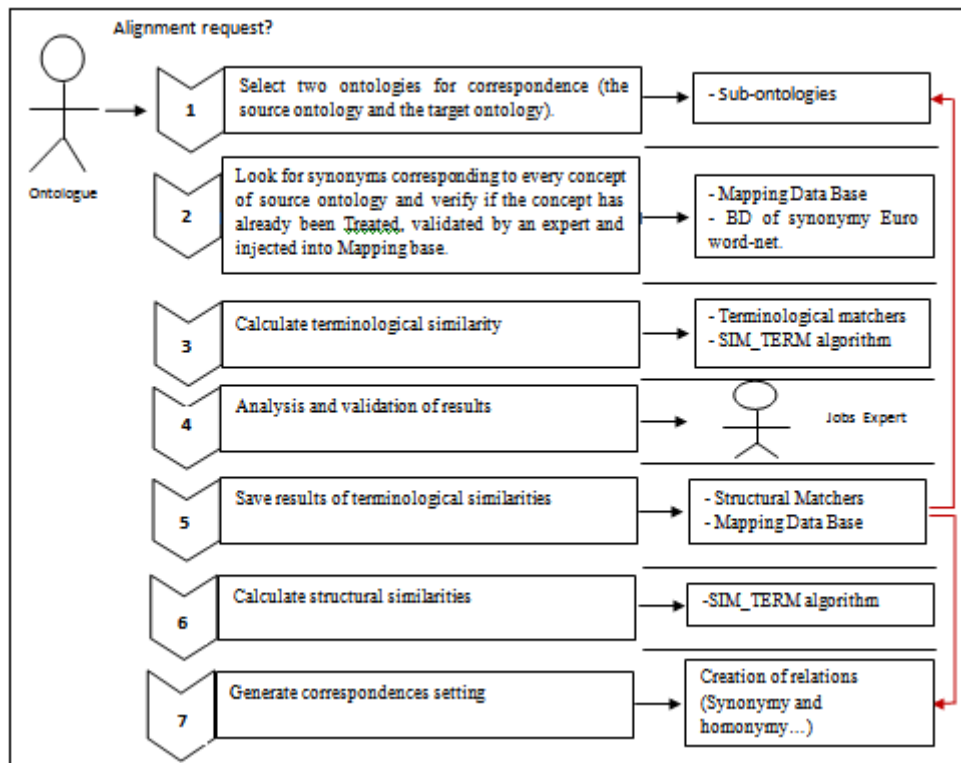 Alignment request?
1
Select two ontologies for correspondence (the
source ontology and the target ontology).
- Sub-ontologies
Ontologue
2
Look for synonyms corresponding to every concept
of source ontology and verify if the concept has
already been Treated, validated by an expert and
injected into Mapping base.
- Mapping Data Base
- BD of synonymy Euro
word-net.
3
Calculate terminological similarity
- Terminological matchers
- SIM_TERM algorithm
4
Analysis and validation of results
Jobs Expert
5
Save results of terminological similarities
- Structural Matchers
- Mapping Data Base
6
Calculate structural similarities
-SIM_TERM algorithm
7
Generate correspondences setting
Creation of relations
(Synonymy and
homonymy...)